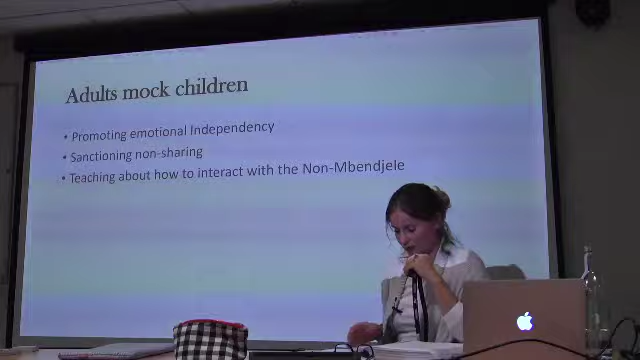 Adults mock children
• Promoting emotional Independency
• Sanctioning non-sharing
• Teaching about how to interact with the Non-Mbendjele